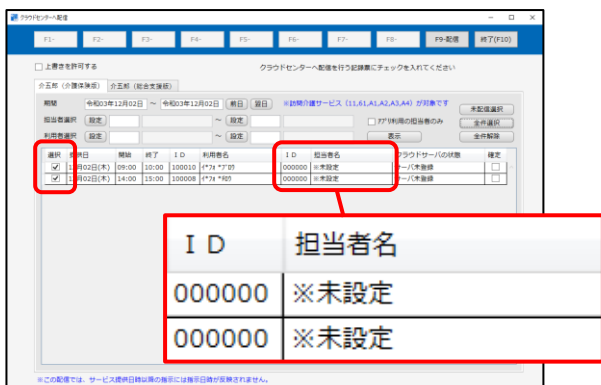 クラウドセンターへ配信
F1- F2- F3- F4- F5- F6- F7- F8- F9-配信 終了(F10)
上書きを許可する クラウドセンターへ配信を行う記録票にチェックを入れてください
介五郎（介護保険版） 介五郎（総合支援版）
期間 令和03年12月02日 ～ 令和03年12月02日 前日 翌日 ※訪問介護サービス（11,61,A1,A2,A3,A4）が対象です 未配信選択
担当者選択 設定 ～ 設定 アプリ利用の担当者のみ 全件選択
利用者選択 設定 ～ 設定 表示 全件解除
選択 開始 終了 ＩＤ 利用者名 ＩＤ 担当者名 クラウドサーバの状態 確定
月02日(木) 09:00 10:00 100010 000000 ※未設定 サーバ未登録
月02日(木) 14:00 15:00 100008 000000 ※未設定 サーバ未登録
ＩＤ 担当者名
000000 ※未設定
000000 ※未設定
※この配信では、サービス提供日時以降の指示には指示日時が反映されません。